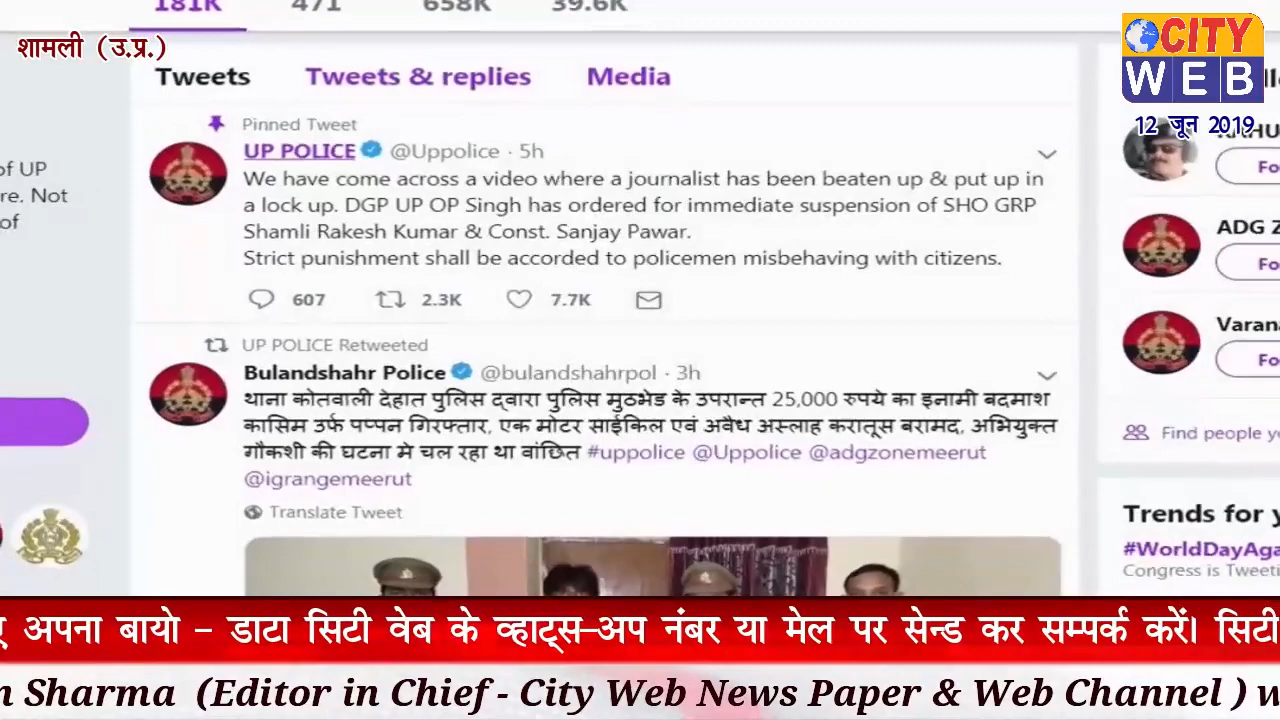 181K 471 658K 39.6K
शामली (उ.प्र.)
CITY
WEB
12 जून 2019
Tweets Tweets & replies Media
Pinned Tweet
UP POLICE @Uppolice · 5h
We have come across a video where a journalist has been beaten up & put up in
a lock up. DGP UP OP Singh has ordered for immediate suspension of SHO GRP
Shamli Rakesh Kumar & Const. Sanjay Pawar.
Strict punishment shall be accorded to policemen misbehaving with citizens.
607 2.3K 7.7K
UP POLICE Retweeted
Bulandshahr Police @bulandshahrpol · 3h
थाना कोतवाली देहात पुलिस द्वारा पुलिस मुठभेड के उपरान्त 25,000 रुपये का इनामी बदमाश
कासिम उर्फ पप्पन गिरफ्तार, एक मोटर साईकिल एवं अवैध अस्लाह करातूस बरामद, अभियुक्त
गौकशी की घटना मे चल रहा था वांछित #uppolice @Uppolice @adgzonemeerut
@igrangemeerut
Translate Tweet
of UP
re. Not
of
Fo
ADG Z
Fo
Varana
Fo
Find people yo
Trends for y
#WorldDayAga
Congress is Tweeti
अपना बायो - डाटा सिटी वेब के व्हाट्स-अप नंबर या मेल पर सेन्ड कर सम्पर्क करें। सिटी
n Sharma (Editor in Chief - City Web News Paper & Web Channel ) w